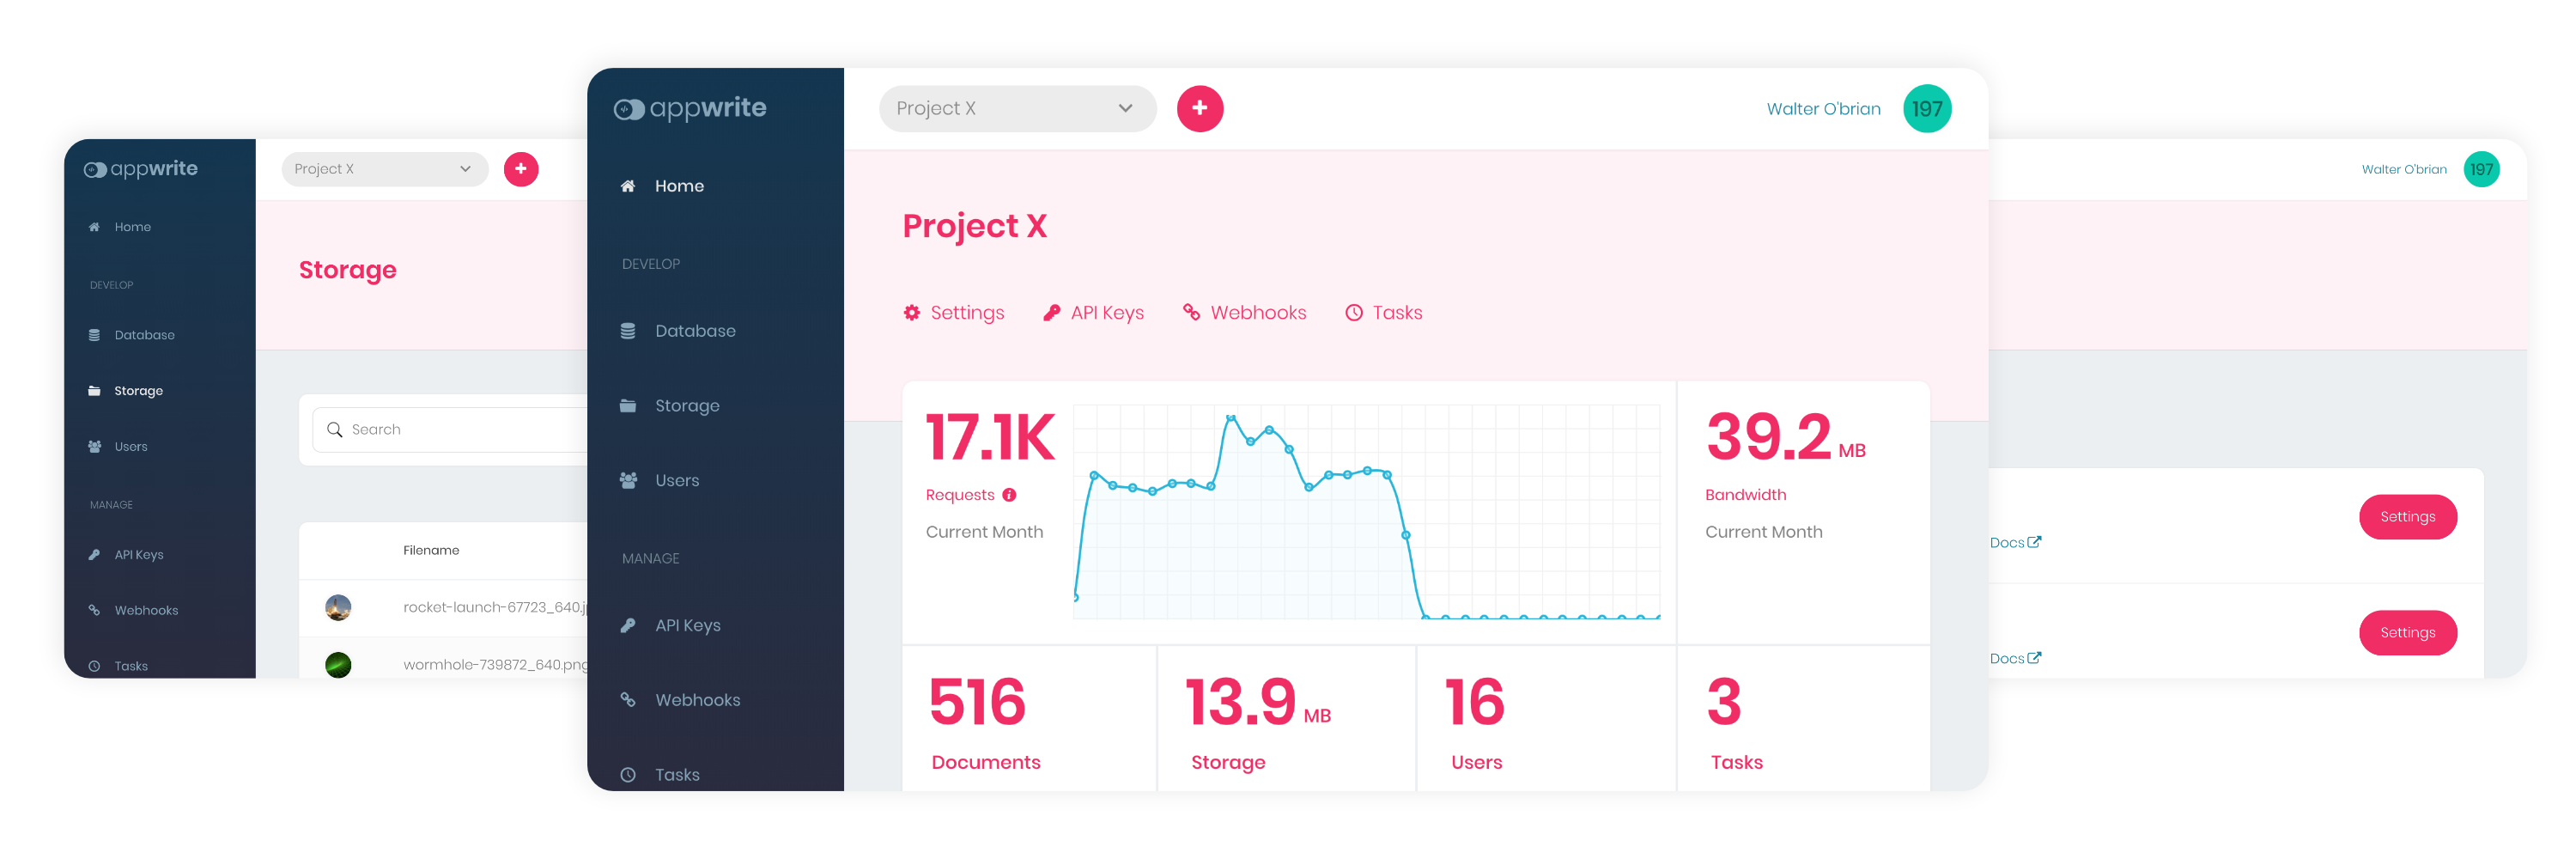 appwrite
Project X
Home
DEVELOP
Database
Storage
Users
MANAGE
API Keys
Webhooks
Tasks
Storage
Search
Filename
rocket-launch-67723_640.j
wormhole-739872_640.png
appwrite
Project X
Walter O'brian
197
Home
DEVELOP
Database
Storage
Users
MANAGE
API Keys
Webhooks
Tasks
Project X
Settings API Keys Webhooks Tasks
17.1K
Requests
Current Month
39.2 MB
Bandwidth
Current Month
516
Documents
13.9 MB
Storage
16
Users
3
Tasks
Walter O'brian
197
Docs
Settings
Docs
Settings